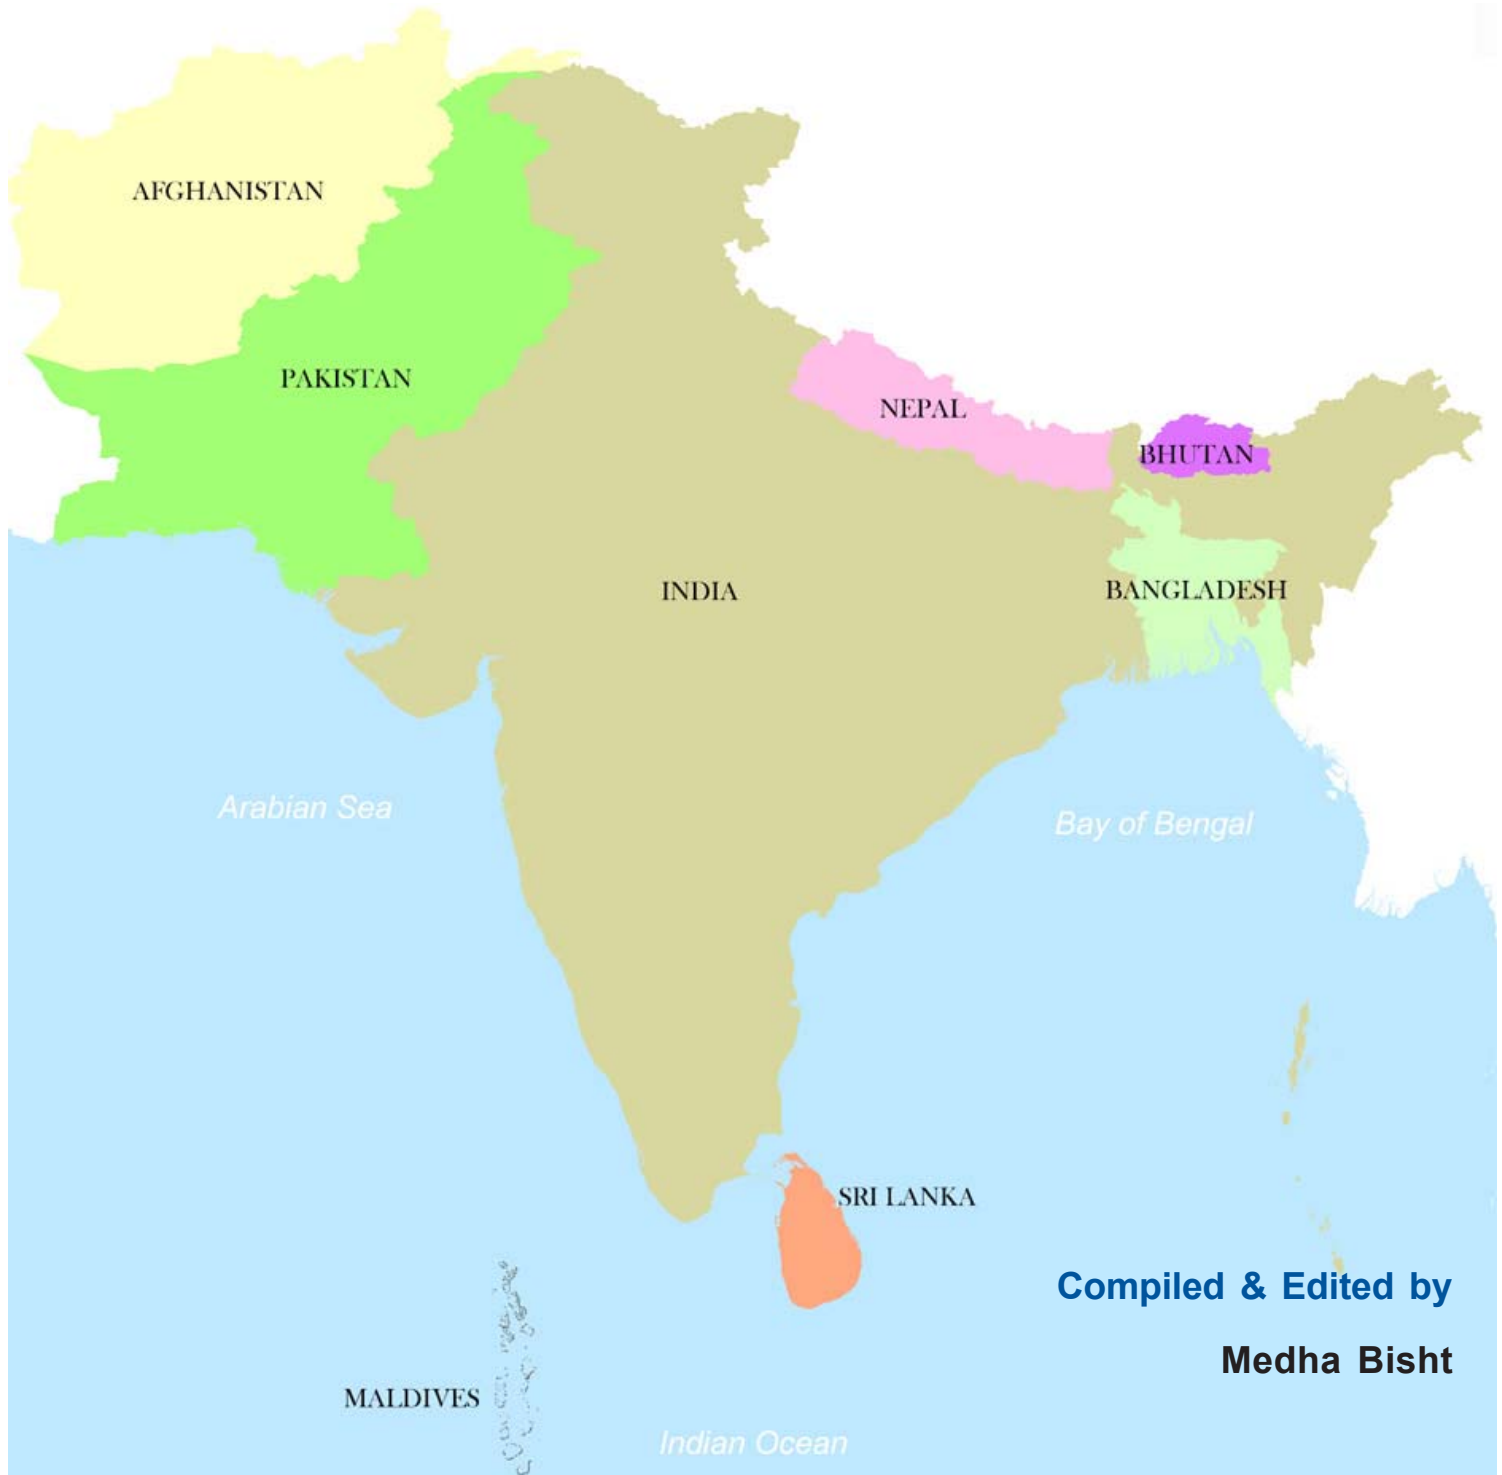 AFGHANISTAN
PAKISTAN
NEPAL
BHUTAN
INDIA
BANGLADESH
Arabian Sea
Bay of Bengal
SRI LANKA
Compiled & Edited by
Medha Bisht
MALDIVES
Indian Ocean